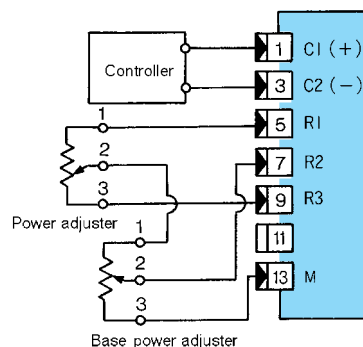 Controller
1 C1 (+)
3 C2 (−)
1
5 R1
2
7 R2
3
9 R3
Power adjuster
1
11
2
13 M
3
Base power adjuster